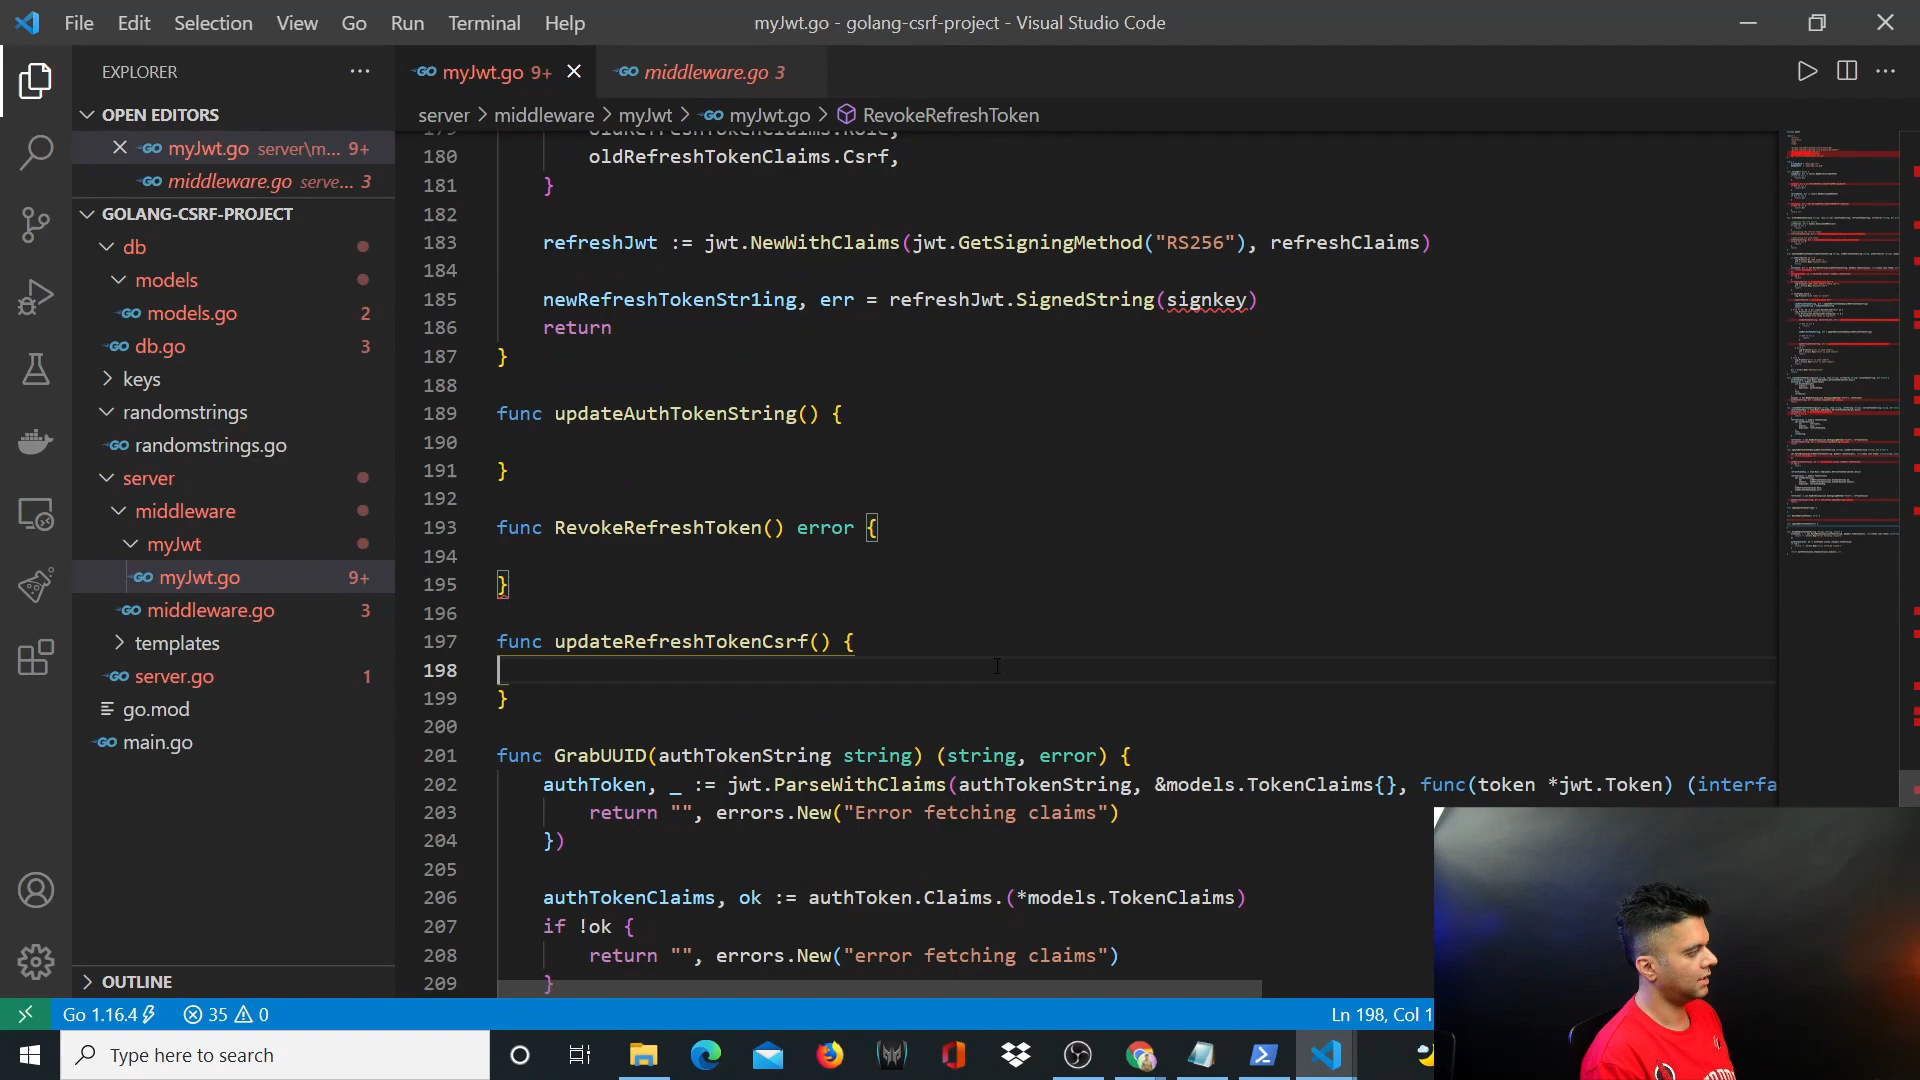 File Edit Selection View Go Run Terminal Help
myJwt.go - golang-csrf-project - Visual Studio Code
EXPLORER
myJwt.go 9+
middleware.go 3
OPEN EDITORS
myJwt.go server\m... 9+
middleware.go serve... 3
GOLANG-CSRF-PROJECT
db
models
models.go 2
db.go 3
keys
randomstrings
randomstrings.go
server
middleware
myJwt
myJwt.go 9+
middleware.go 3
templates
server.go 1
go.mod
main.go
OUTLINE
server > middleware > myJwt > myJwt.go > RevokeRefreshToken
179 oldRefreshTokenClaims.Role,
180 oldRefreshTokenClaims.Csrf,
181 }
182
183 refreshJwt := jwt.NewWithClaims(jwt.GetSigningMethod("RS256"), refreshClaims)
184
185 newRefreshTokenStr1ing, err = refreshJwt.SignedString(signkey)
186 return
187 }
188
189 func updateAuthTokenString() {
190
191 }
192
193 func RevokeRefreshToken() error {
194
195 }
196
197 func updateRefreshTokenCsrf() {
198
199 }
200
201 func GrabUUID(authTokenString string) (string, error) {
202 authToken, _ := jwt.ParseWithClaims(authTokenString, &models.TokenClaims{}, func(token *jwt.Token) (interfa
203 return "", errors.New("Error fetching claims")
204 })
205
206 authTokenClaims, ok := authToken.Claims.(*models.TokenClaims)
207 if !ok {
208 return "", errors.New("error fetching claims")
209 }
Go 1.16.4 35 0
Ln 198, Col 1
Type here to search